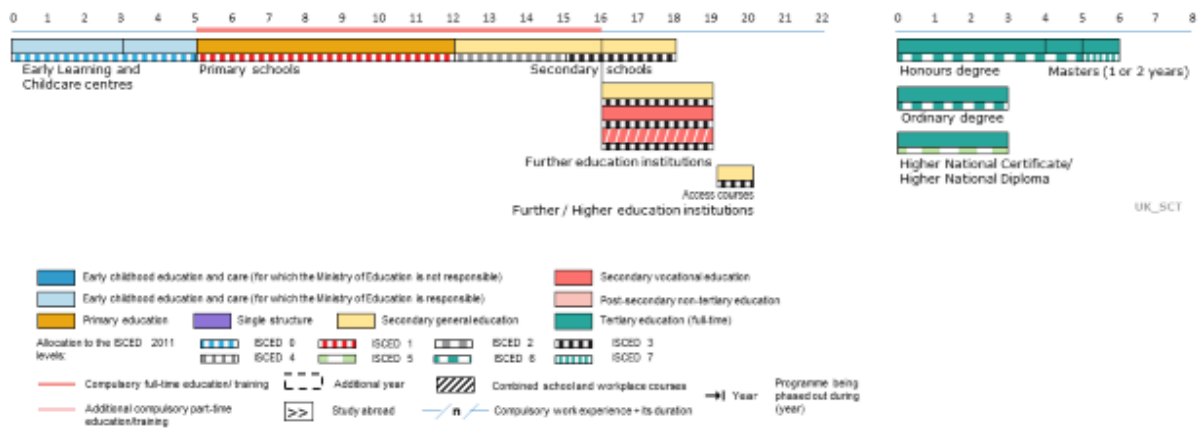 0 1 2 3 4 5 6 7 8 9 10 11 12 13 14 15 16 17 18 19 20 21 22
0 1 2 3 4 5 6 7 8
Early Learning and
Childcare centres
Primary schools
Secondary schools
Further education institutions
Access courses
Further / Higher education institutions
Honours degree
Masters (1 or 2 years)
Ordinary degree
Higher National Certificate/
Higher National Diploma
UK_SCT
Early childhood education and care (for which the Ministry of Education is not responsible)
Secondary vocational education
Early childhood education and care (for which the Ministry of Education is responsible)
Post-secondary non-tertiary education
Primary education
Single structure
Secondary general education
Tertiary education (full-time)
Allocation to the ISCED 2011
levels:
ISCED 0
ISCED 1
ISCED 2
ISCED 3
ISCED 4
ISCED 5
ISCED 6
ISCED 7
Compulsory full-time education/ training
Additional year
Combined school and workplace courses
Year
Programme being
phased out during
(year)
Additional compulsory part-time
education/training
>> Study abroad
n Compulsory work experience + its duration